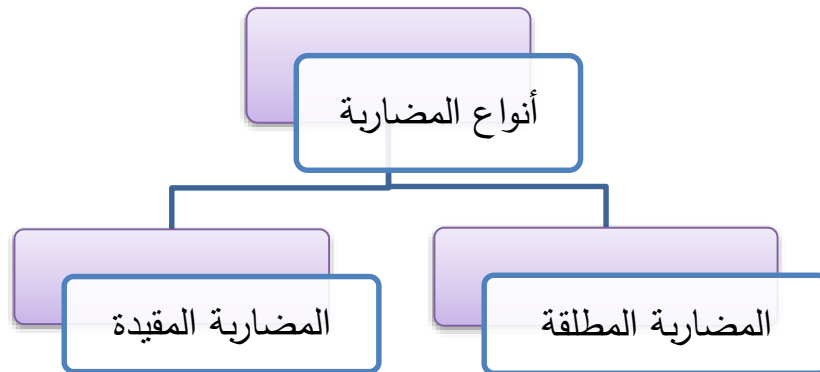 أنواع المضاربة
المضاربة المطلقة
المضاربة المقيدة